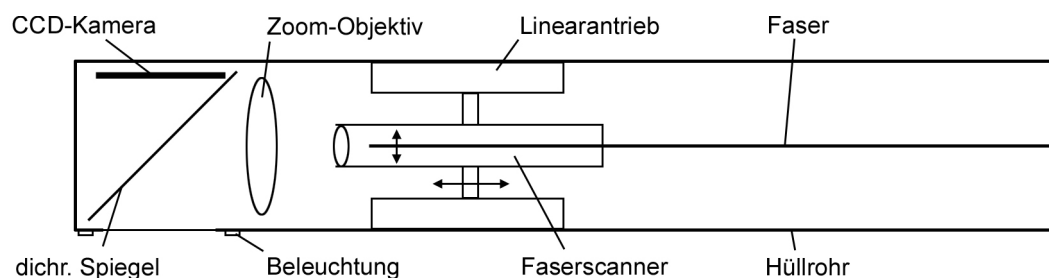 CCD-Kamera
Zoom-Objektiv
Linearantrieb
Faser
dichr. Spiegel
Beleuchtung
Faserscanner
Hüllrohr